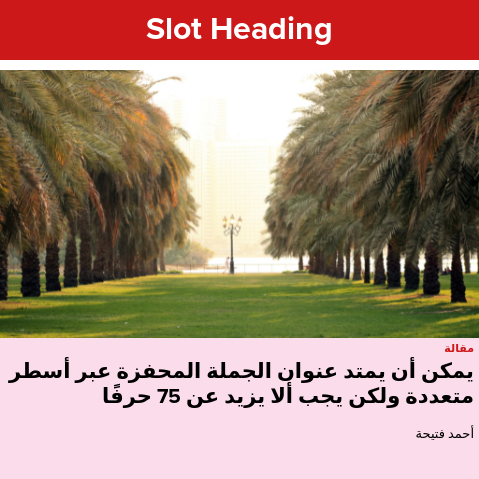 Slot Heading
مقالة
يمكن أن يمتد عنوان الجملة المحفزة عبر أسطر
متعددة ولكن يجب ألا يزيد عن 75 حرفًا
أحمد فتيحة